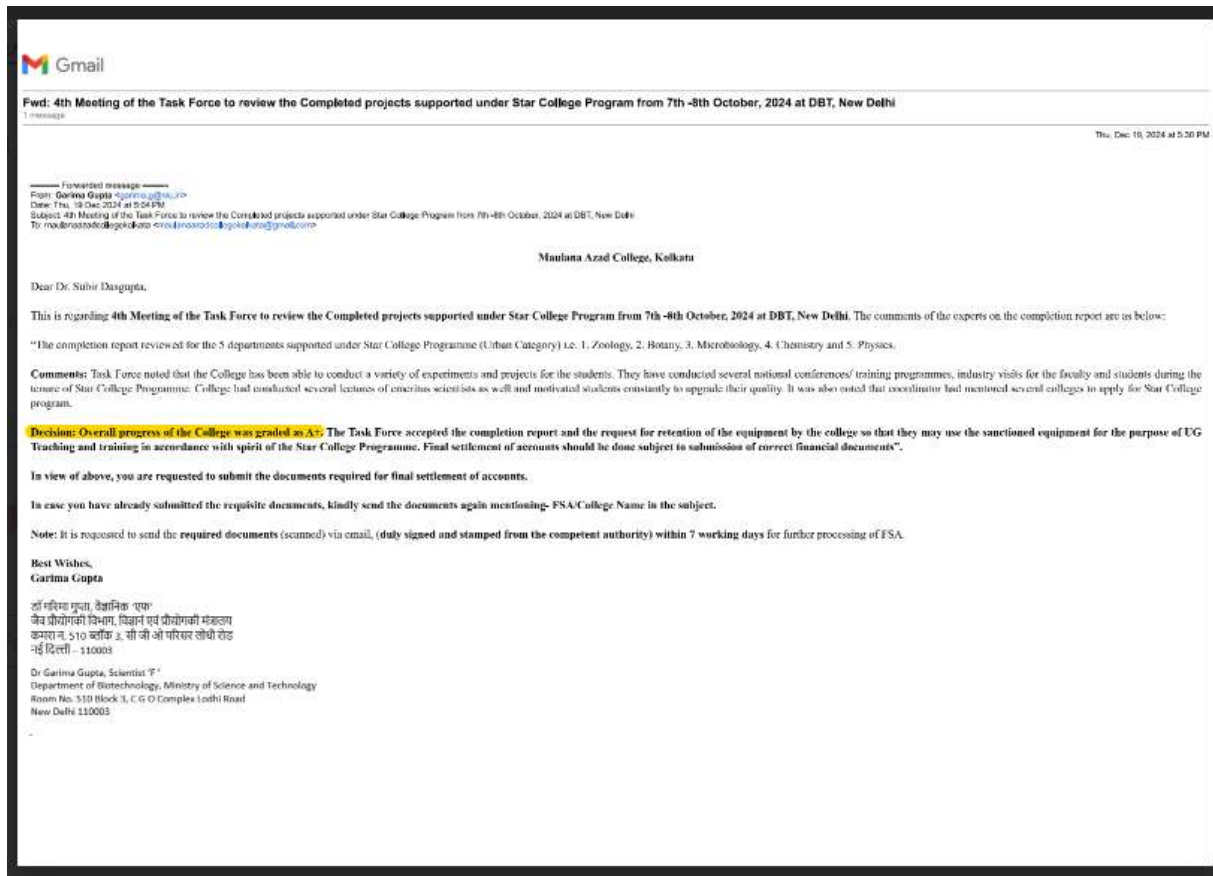 Gmail
Fwd: 4th Meeting of the Task Force to review the Completed projects supported under Star College Program from 7th -8th October, 2024 at DBT, New Delhi
1 message
Thu, Dec 19, 2024 at 5:30 PM
Forwarded message
From: Garima Gupta
Date: Thu, 19 Dec 2024 at 5:04 PM
Subject: 4th Meeting of the Task Force to review the Completed projects supported under Star College Program from 7th -8th October, 2024 at DBT, New Delhi
To: maulanaazadcollegekolkata <maulanaazadcollegekolkata@gmail.com>
Maulana Azad College, Kolkata
Dear Dr. Subir Dasgupta,
This is regarding 4th Meeting of the Task Force to review the Completed projects supported under Star College Program from 7th -8th October, 2024 at DBT, New Delhi. The comments of the experts on the completion report are as below:
“The completion report reviewed for the 5 departments supported under Star College Programme (Urban Category) i.e. 1. Zoology, 2. Botany, 3. Microbiology, 4. Chemistry and 5. Physics.
Comments: Task Force noted that the College has been able to conduct a variety of experiments and projects for the students. They have conducted several national conferences/ training programmes, industry visits for the faculty and students during the
tenure of Star College Programme. College had conducted several lectures of emeritus scientists as well and motivated students constantly to upgrade their quality. It was also noted that coordinator had mentored several colleges to apply for Star College
program.
Decision: Overall progress of the College was graded as A+. The Task Force accepted the completion report and the request for retention of the equipment by the college so that they may use the sanctioned equipment for the purpose of UG
Teaching and training in accordance with spirit of the Star College Programme. Final settlement of accounts should be done subject to submission of correct financial documents”.
In view of above, you are requested to submit the documents required for final settlement of accounts.
In case you have already submitted the requisite documents, kindly send the documents again mentioning- FSA/College Name in the subject.
Note: It is requested to send the required documents (scanned) via email, (duly signed and stamped from the competent authority) within 7 working days for further processing of FSA.
Best Wishes,
Garima Gupta
डॉ गरिमा गुप्ता, वैज्ञानिक 'एफ'
जैव प्रौद्योगिकी विभाग, विज्ञान एवं प्रौद्योगिकी मंत्रालय
कमरा न. 510 ब्लॉक 3, सी जी ओ परिसर लोधी रोड
नई दिल्ली – 110003
Dr Garima Gupta, Scientist 'F'
Department of Biotechnology, Ministry of Science and Technology
Room No. 510 Block 3, C G O Complex Lodhi Road
New Delhi 110003